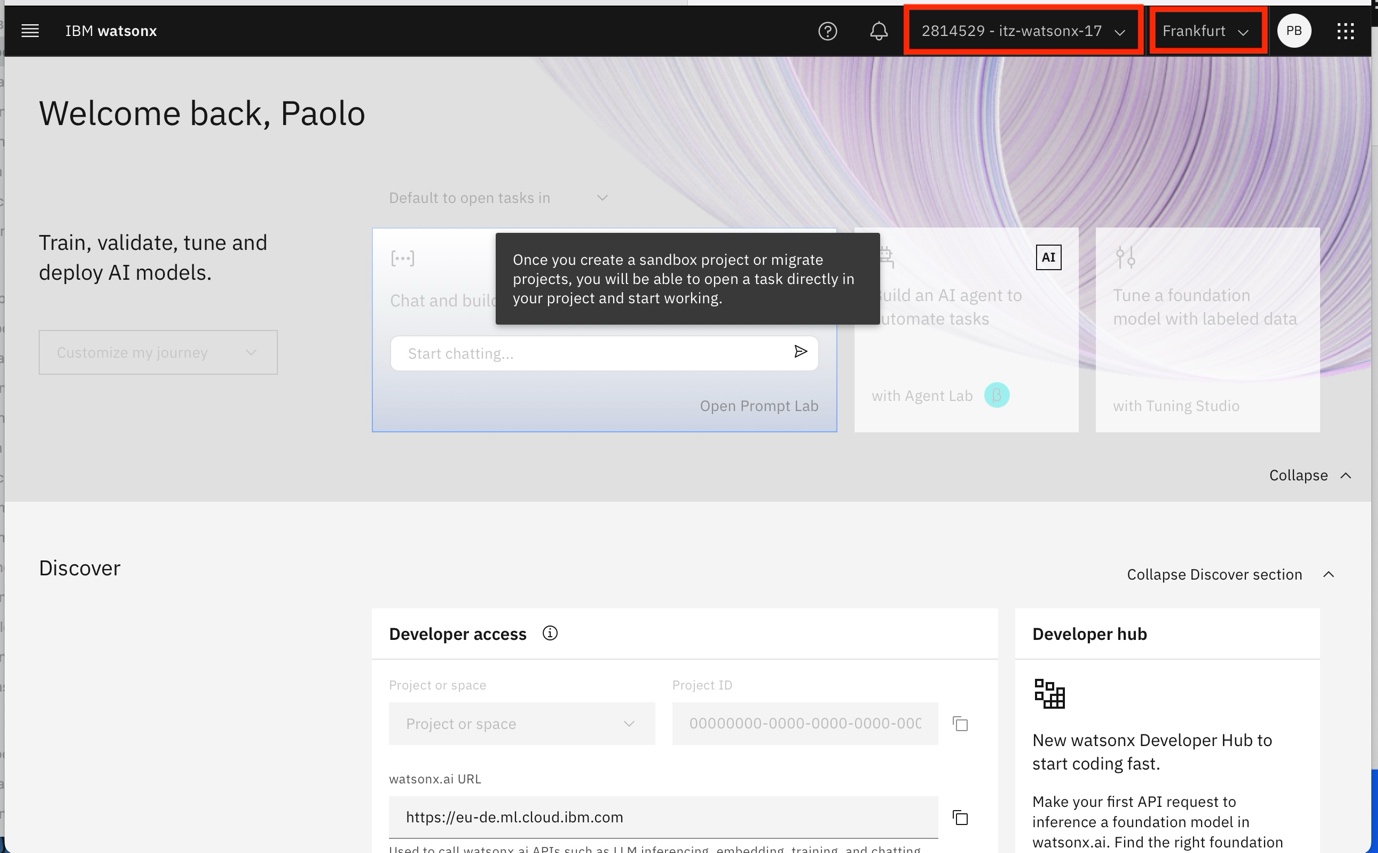 IBM watsonx
2814529 - itz-watsonx-17
Frankfurt
PB
Welcome back, Paolo
Default to open tasks in
Train, validate, tune and
deploy AI models.
Customize my journey
Once you create a sandbox project or migrate
projects, you will be able to open a task directly in
your project and start working.
Chat and build
Start chatting...
Open Prompt Lab
AI
Build an AI agent to
automate tasks
with Agent Lab
β
Tune a foundation
model with labeled data
with Tuning Studio
Collapse
Discover
Collapse Discover section
Developer access
Project or space
Project ID
Project or space
00000000-0000-0000-0000-000
watsonx.ai URL
https://eu-de.ml.cloud.ibm.com
Used to call watsonx.ai APIs such as LLM inferencing, embedding, training, and chatting
Developer hub
New watsonx Developer Hub to
start coding fast.
Make your first API request to
inference a foundation model in
watsonx.ai. Find the right foundation